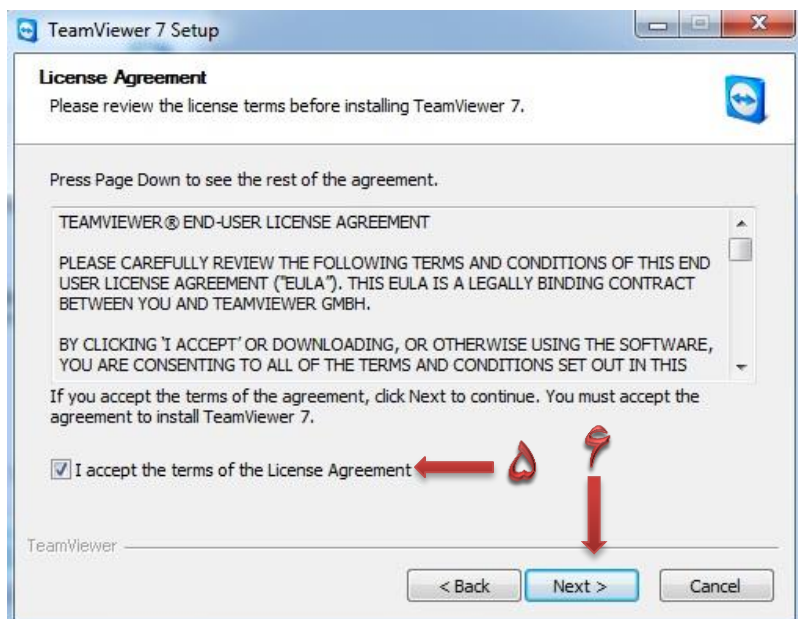 TeamViewer 7 Setup
License Agreement
Please review the license terms before installing TeamViewer 7.
Press Page Down to see the rest of the agreement.
TEAMVIEWER® END-USER LICENSE AGREEMENT
PLEASE CAREFULLY REVIEW THE FOLLOWING TERMS AND CONDITIONS OF THIS END
USER LICENSE AGREEMENT ("EULA"). THIS EULA IS A LEGALLY BINDING CONTRACT
BETWEEN YOU AND TEAMVIEWER GMBH.
BY CLICKING 'I ACCEPT' OR DOWNLOADING, OR OTHERWISE USING THE SOFTWARE,
YOU ARE CONSENTING TO ALL OF THE TERMS AND CONDITIONS SET OUT IN THIS
If you accept the terms of the agreement, click Next to continue. You must accept the
agreement to install TeamViewer 7.
۶
I accept the terms of the License Agreement ۵
TeamViewer
< Back Next > Cancel